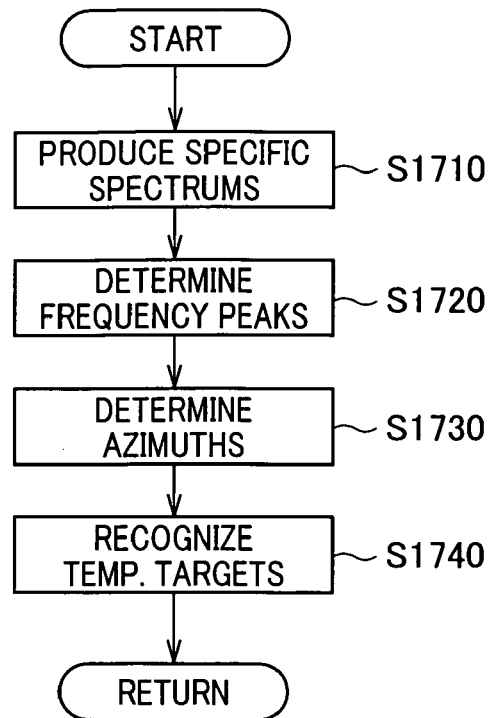 START
PRODUCE SPECIFIC
SPECTRUMS
S1710
DETERMINE
FREQUENCY PEAKS
S1720
DETERMINE
AZIMUTHS
S1730
RECOGNIZE
TEMP. TARGETS
S1740
RETURN